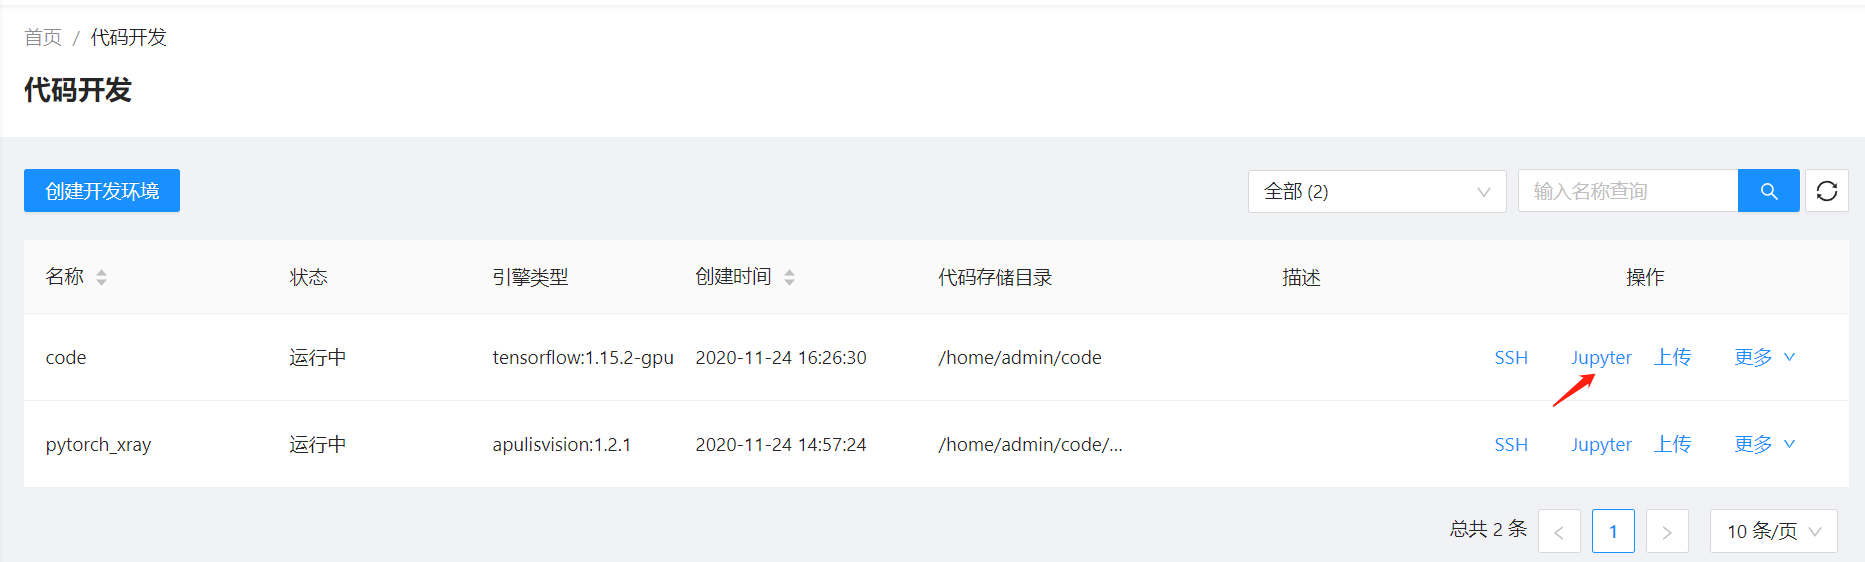 首页 / 代码开发
代码开发
创建开发环境 全部 (2) 输入名称查询
名称 状态 引擎类型 创建时间 代码存储目录 描述 操作
code 运行中 tensorflow:1.15.2-gpu 2020-11-24 16:26:30 /home/admin/code SSH Jupyter 上传 更多
pytorch_xray 运行中 apulisvision:1.2.1 2020-11-24 14:57:24 /home/admin/code/... SSH Jupyter 上传 更多
总共 2 条 < 1 > 10 条/页